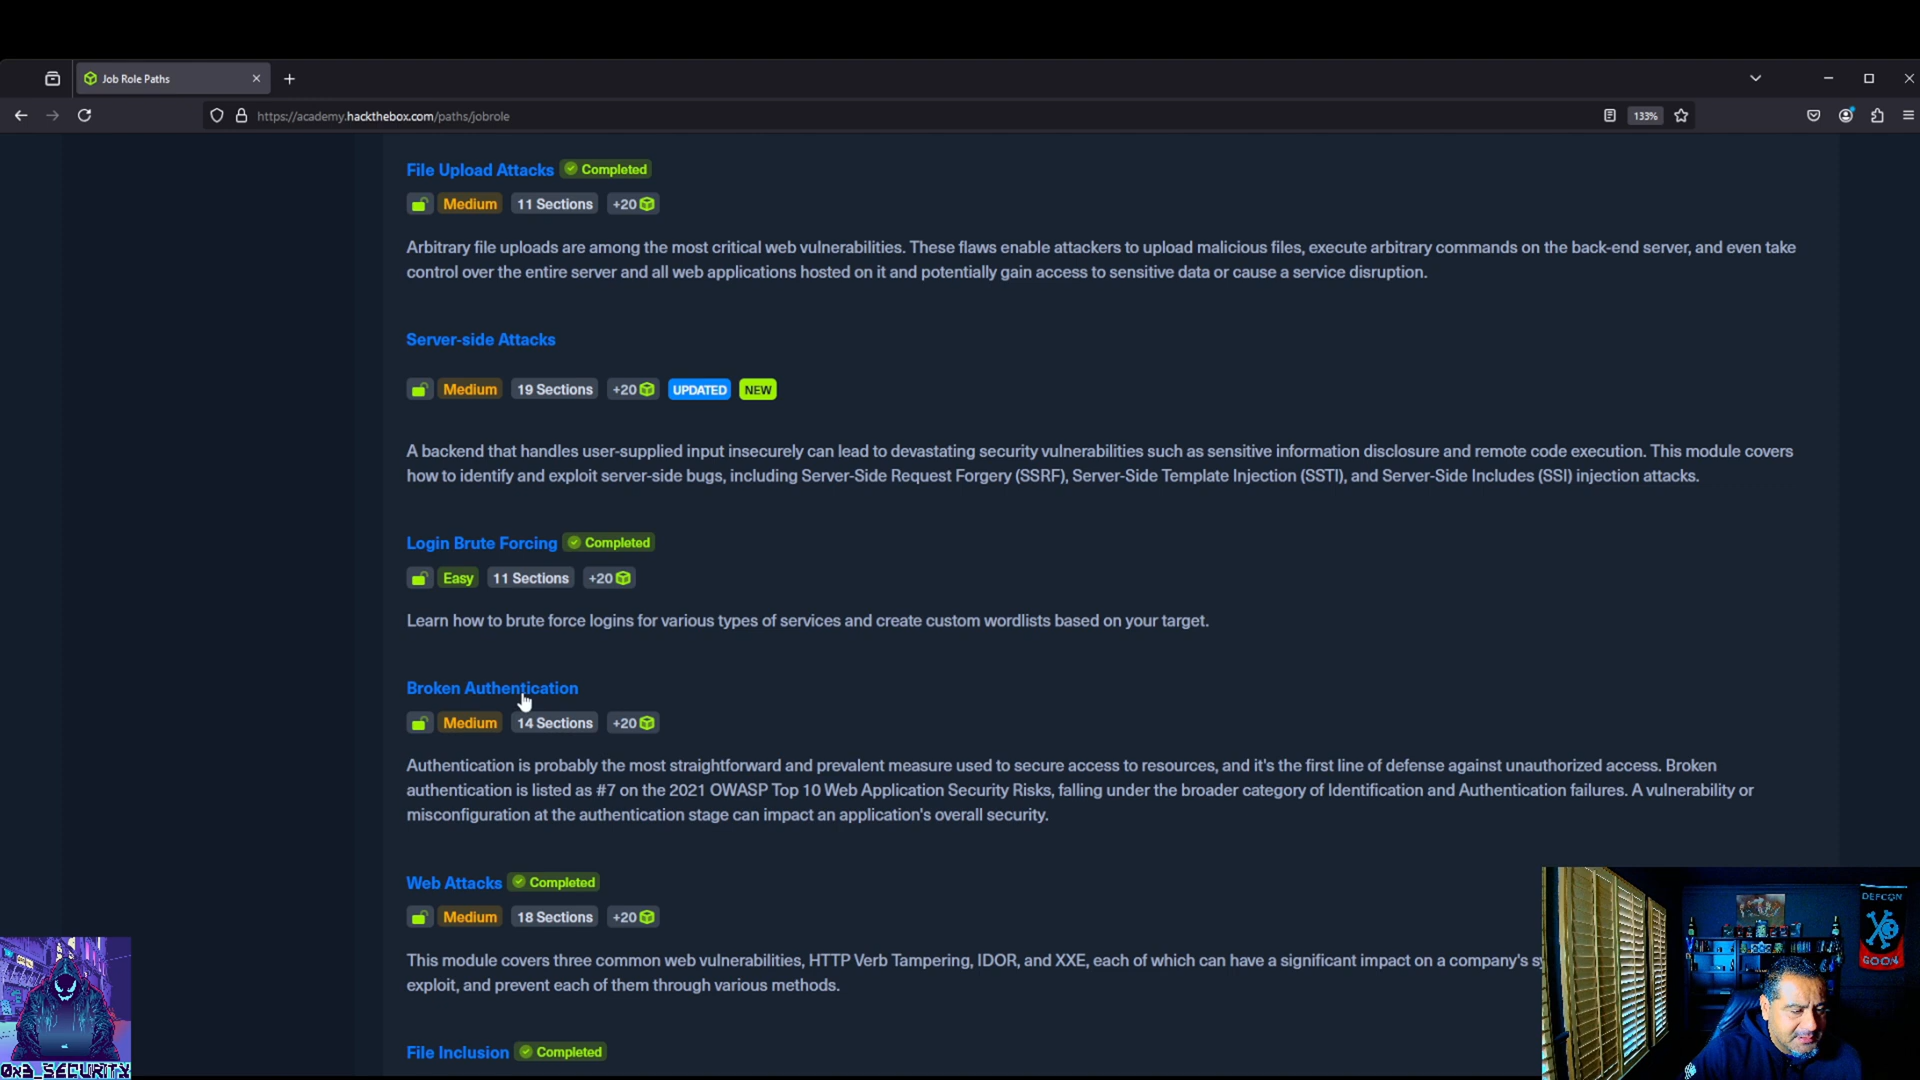 Job Role Paths
https://academy.hackthebox.com/paths/jobrole
133%
File Upload Attacks Completed
Medium 11 Sections +20
Arbitrary file uploads are among the most critical web vulnerabilities. These flaws enable attackers to upload malicious files, execute arbitrary commands on the back-end server, and even take
control over the entire server and all web applications hosted on it and potentially gain access to sensitive data or cause a service disruption.
Server-side Attacks
Medium 19 Sections +20 UPDATED NEW
A backend that handles user-supplied input insecurely can lead to devastating security vulnerabilities such as sensitive information disclosure and remote code execution. This module covers
how to identify and exploit server-side bugs, including Server-Side Request Forgery (SSRF), Server-Side Template Injection (SSTI), and Server-Side Includes (SSI) injection attacks.
Login Brute Forcing Completed
Easy 11 Sections +20
Learn how to brute force logins for various types of services and create custom wordlists based on your target.
Broken Authentication
Medium 14 Sections +20
Authentication is probably the most straightforward and prevalent measure used to secure access to resources, and it's the first line of defense against unauthorized access. Broken
authentication is listed as #7 on the 2021 OWASP Top 10 Web Application Security Risks, falling under the broader category of Identification and Authentication failures. A vulnerability or
misconfiguration at the authentication stage can impact an application's overall security.
Web Attacks Completed
Medium 18 Sections +20
This module covers three common web vulnerabilities, HTTP Verb Tampering, IDOR, and XXE, each of which can have a significant impact on a company's sy
exploit, and prevent each of them through various methods.
File Inclusion Completed
DEFCON
GOON
0x3_SECURITY